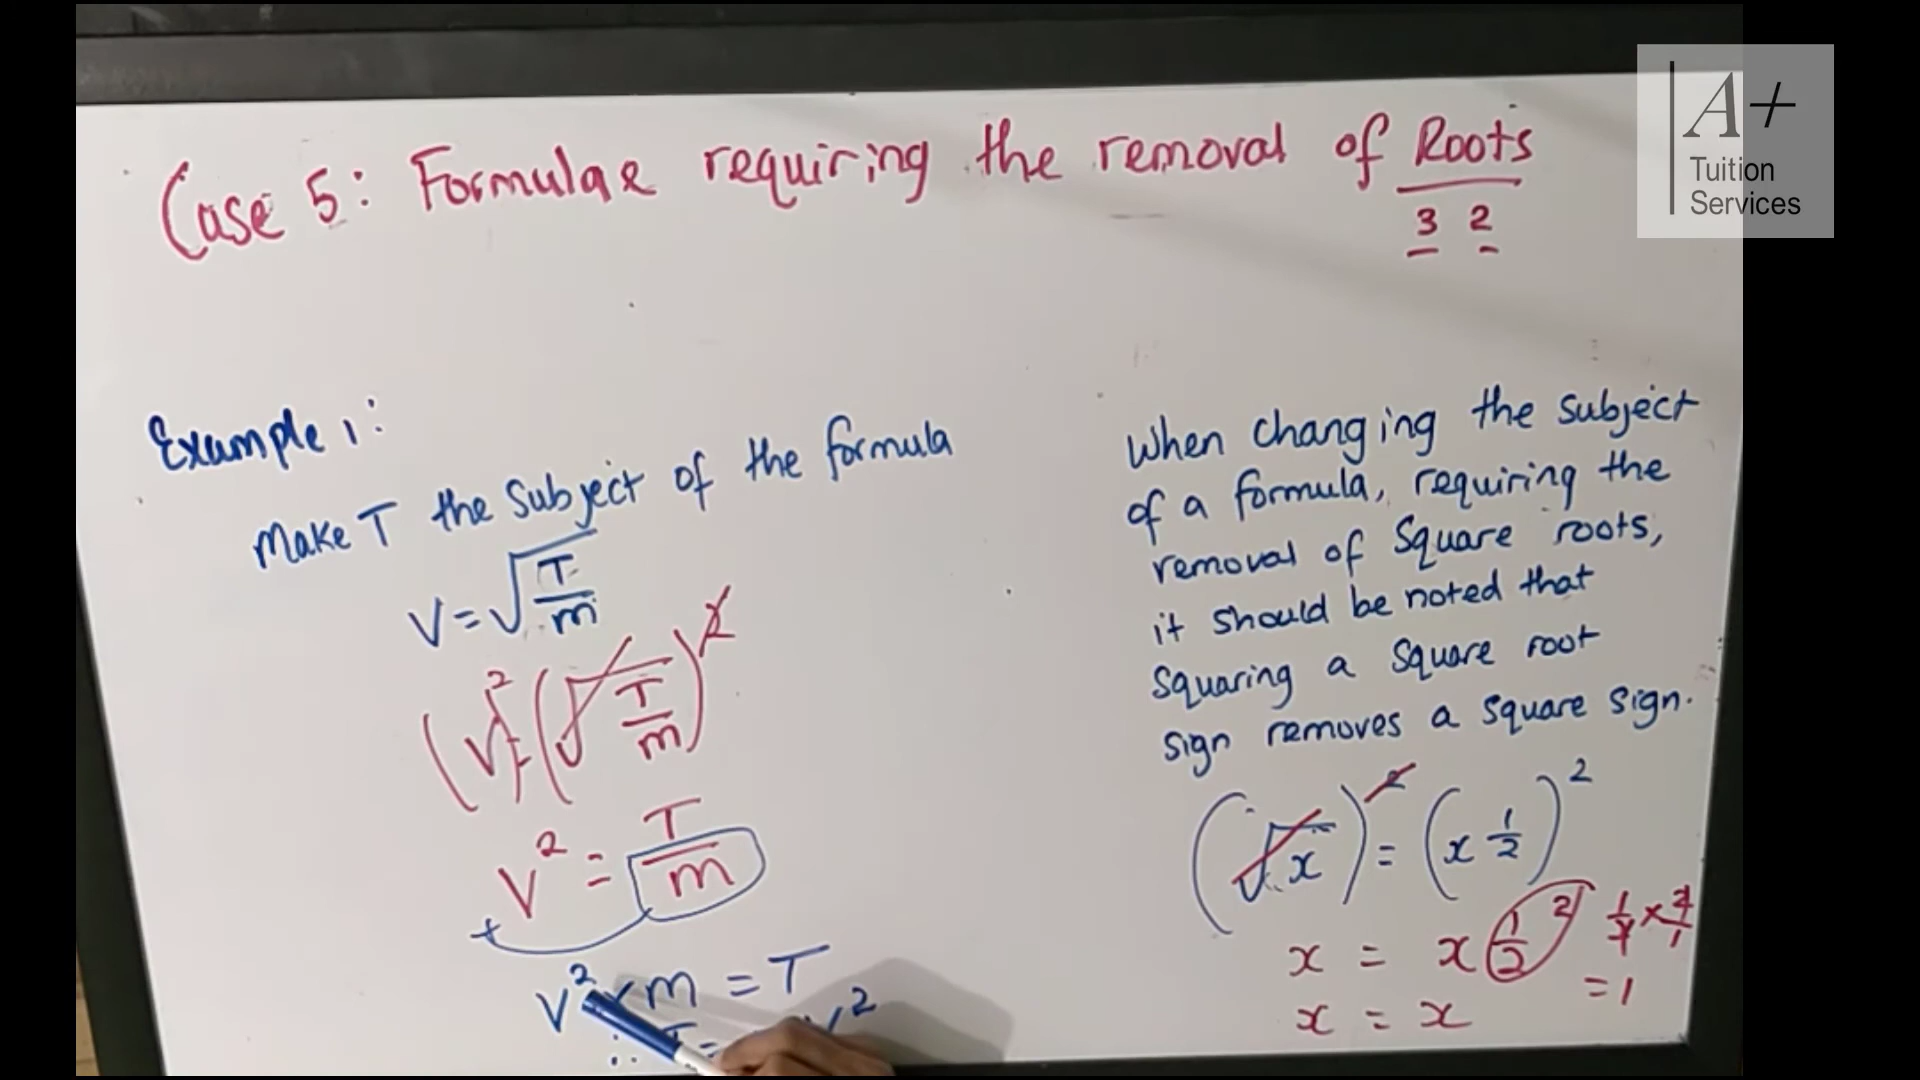 A+
Tuition
Services
Case 5: Formulae requiring the removal of Roots
3 2
Example 1:
Make T the Subject of the formula
V = √(T/m)
(V)² = (√(T/m))²
V² = T/m
V² × m = T
∴ T = V²
When changing the subject
of a formula, requiring the
removal of Square roots,
it should be noted that
Squaring a Square root
sign removes a square sign.
(√x)² = (x 1/2)²
x = x 1/2 2 1/2 × 2/1
= 1
x = x